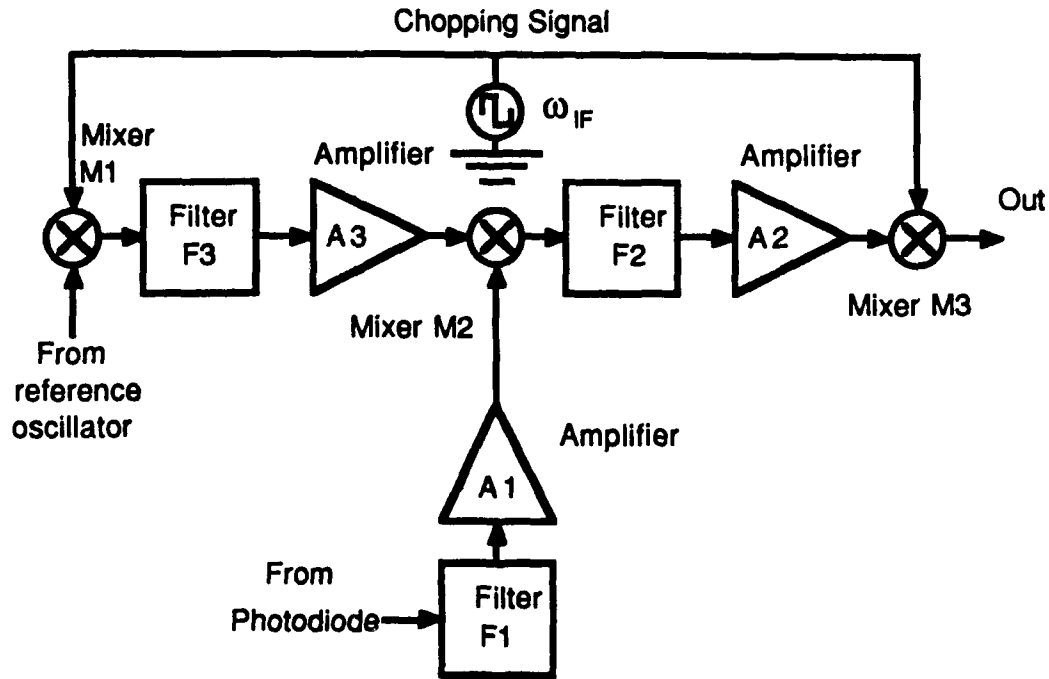 Chopping Signal
ω IF
Mixer
M1
Amplifier
Amplifier
Filter
F3
A3
Filter
F2
A2
Out
Mixer M2
Mixer M3
From
reference
oscillator
Amplifier
A1
From
Photodiode
Filter
F1